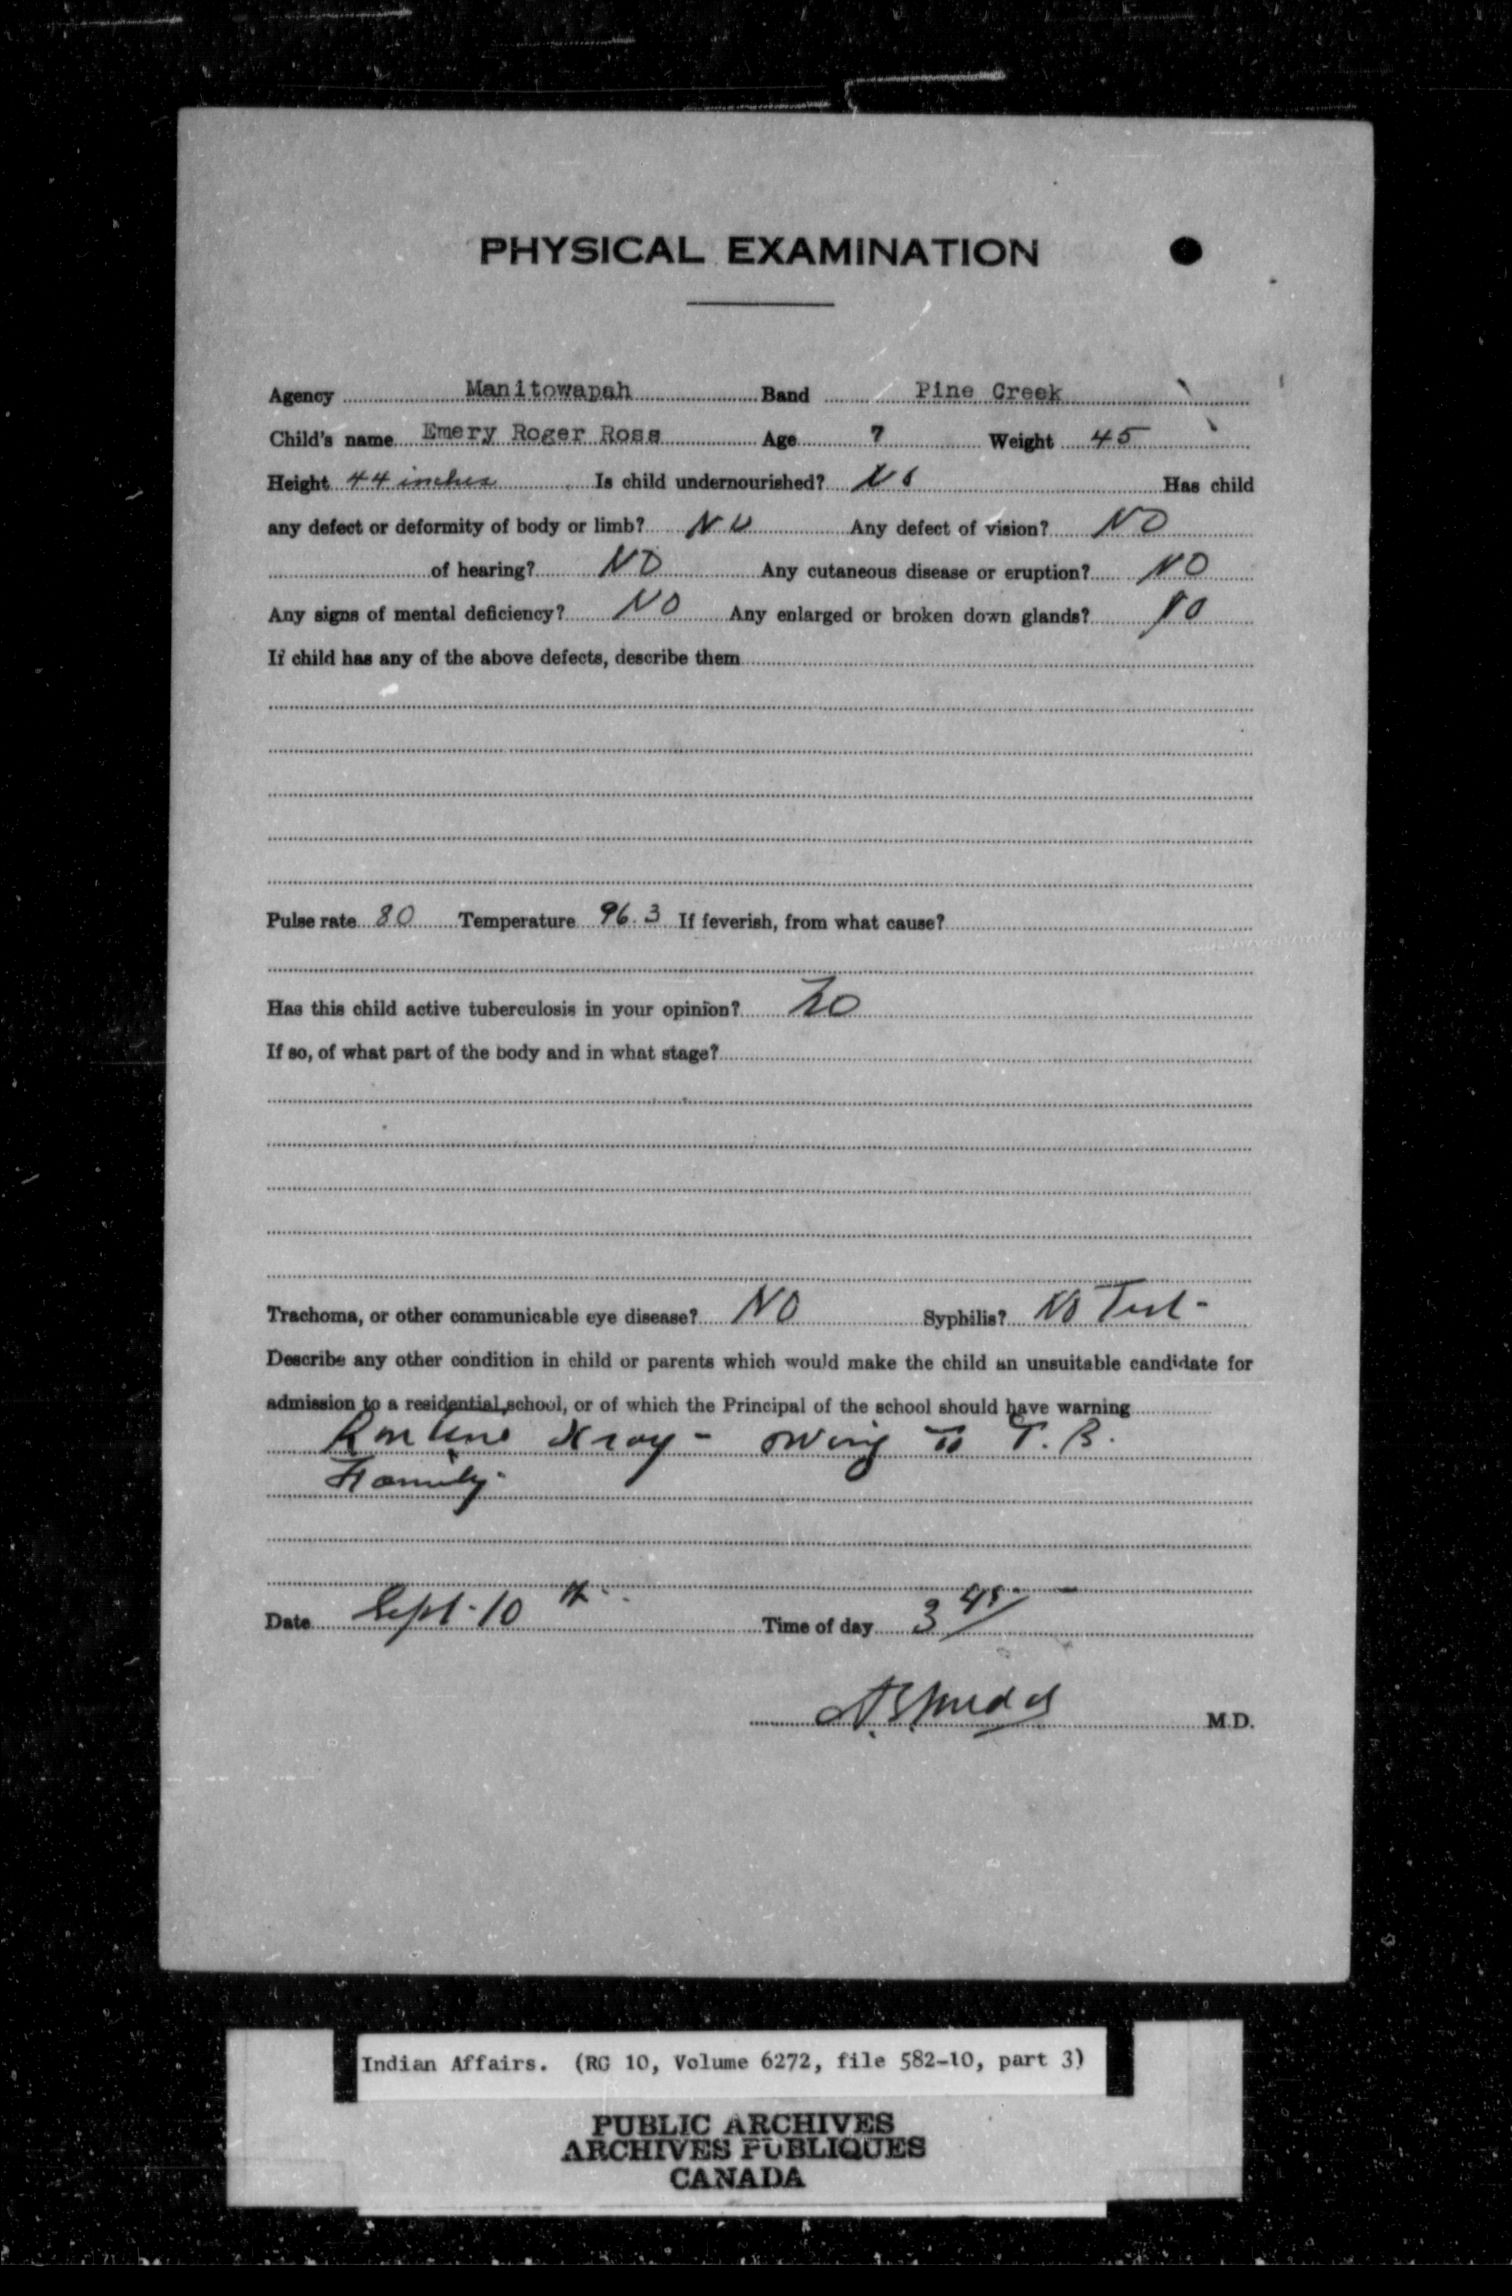 PHYSICAL EXAMINATION
Agency Manitowapah Band Pine Creek
Child's name Emery Roger Ross Age 7 Weight 45
Height 44 inches Is child undernourished? No Has child
any defect or deformity of body or limb? No Any defect of vision? NO
of hearing? NO Any cutaneous disease or eruption? NO
Any signs of mental deficiency? NO Any enlarged or broken down glands? NO
If child has any of the above defects, describe them
Pulse rate 80 Temperature 96.3 If feverish, from what cause?
Has this child active tuberculosis in your opinion? No
If so, of what part of the body and in what stage?
Trachoma, or other communicable eye disease? NO Syphilis? No Test -
Describe any other condition in child or parents which would make the child an unsuitable candidate for
admission to a residential school, or of which the Principal of the school should have warning
Routine Xray - owing to T. B.
Family.
Date Sept. 10th Time of day 3 45
M.D.
Indian Affairs. (RG 10, Volume 6272, file 582-10, part 3)
PUBLIC ARCHIVES
ARCHIVES PUBLIQUES
CANADA